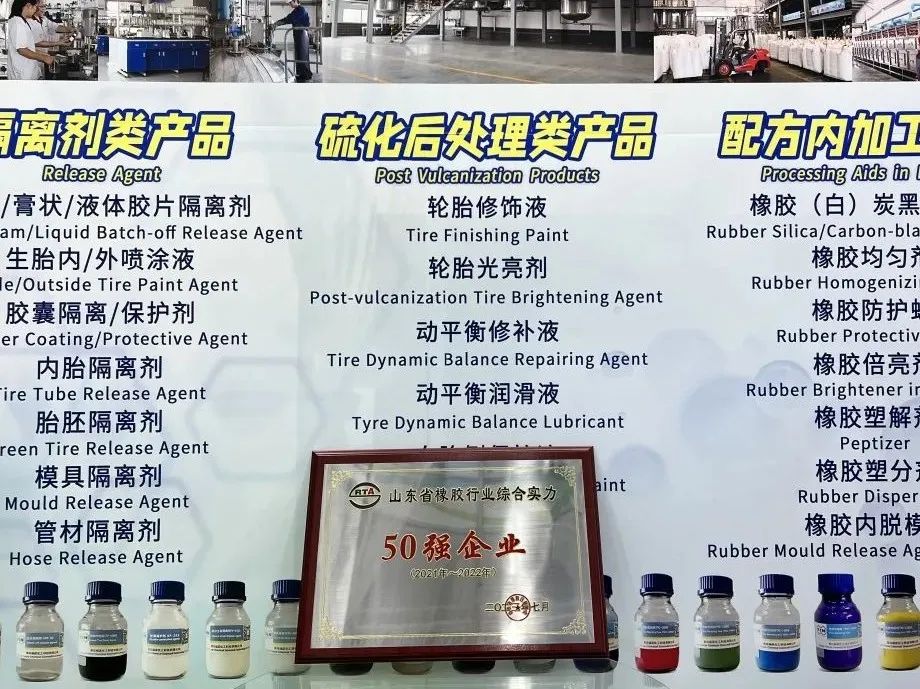 离剂类产品
Release Agent
/膏状/液体胶片隔离剂
am/Liquid Batch-off Release Agent
生胎内/外喷涂液
de/Outside Tire Paint Agent
胶囊隔离/保护剂
er Coating/Protective Agent
内胎隔离剂
Tire Tube Release Agent
胎胚隔离剂
reen Tire Release Agent
模具隔离剂
Mould Release Agent
管材隔离剂
Hose Release Agent
硫化后处理类产品
Post Vulcanization Products
轮胎修饰液
Tire Finishing Paint
轮胎光亮剂
Post-vulcanization Tire Brightening Agent
动平衡修补液
Tire Dynamic Balance Repairing Agent
动平衡润滑液
Tyre Dynamic Balance Lubricant
aint
配方内加工
Processing Aids in
橡胶（白）炭黑
Rubber Silica/Carbon-bla
橡胶均匀剂
Rubber Homogenizin
橡胶防护蜡
Rubber Protective
橡胶倍亮剂
Rubber Brightener in
橡胶塑解剂
Peptizer
橡胶塑分
Rubber Disper
橡胶内脱模
Rubber Mould Release Ag
RTA 山东省橡胶行业综合实力
50强企业
(2021年～2022年)
七月